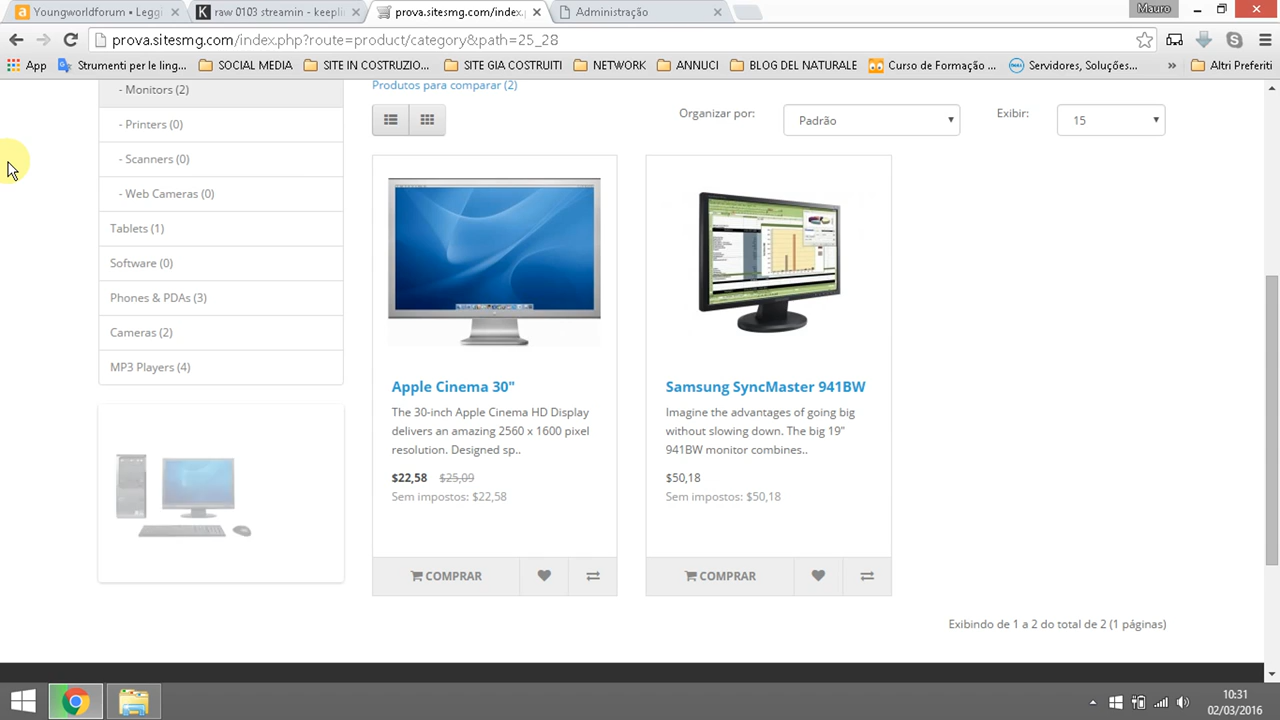 Youngworldforum • Leggi
raw 0103 streamin - keepli
prova.sitesmg.com/index.
Administração
Mauro
prova.sitesmg.com/index.php?route=product/category&path=25_28
App
Strumenti per le ling...
SOCIAL MEDIA
SITE IN COSTRUZIO...
SITE GIA COSTRUITI
NETWORK
ANNUCI
BLOG DEL NATURALE
Curso de Formação ...
Servidores, Soluções...
»
Altri Preferiti
- Monitors (2)
- Printers (0)
- Scanners (0)
- Web Cameras (0)
Tablets (1)
Software (0)
Phones & PDAs (3)
Cameras (2)
MP3 Players (4)
Produtos para comparar (2)
Organizar por:
Padrão
Exibir:
15
Apple Cinema 30"
The 30-inch Apple Cinema HD Display
delivers an amazing 2560 x 1600 pixel
resolution. Designed sp..
$22,58 $25,09
Sem impostos: $22,58
COMPRAR
Samsung SyncMaster 941BW
Imagine the advantages of going big
without slowing down. The big 19"
941BW monitor combines..
$50,18
Sem impostos: $50,18
COMPRAR
Exibindo de 1 a 2 do total de 2 (1 páginas)
10:31
02/03/2016